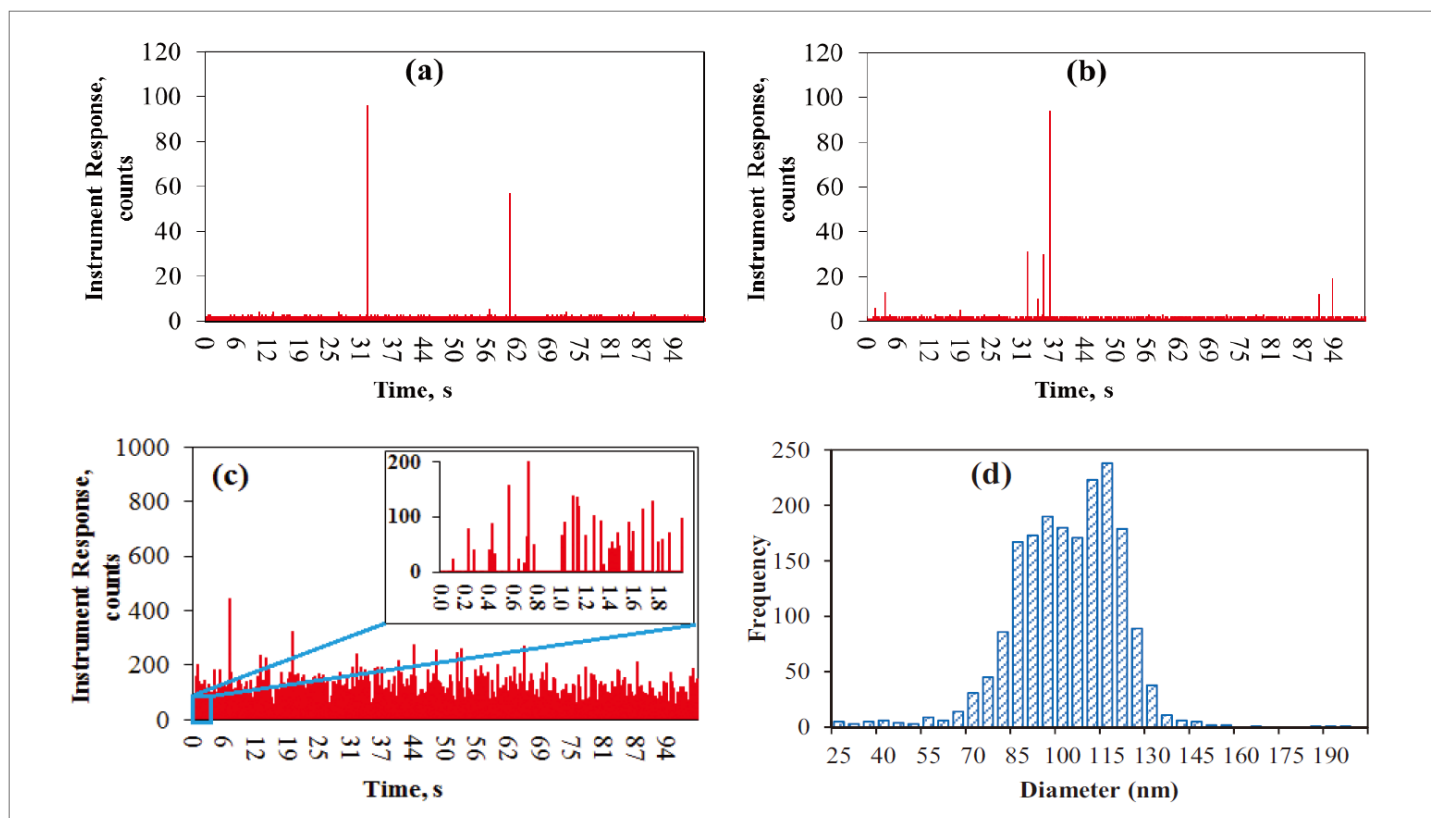 (a)
Instrument Response,
counts
120
100
80
60
40
20
0
0 6 12 19 25 31 37 44 50 56 62 69 75 81 87 94
Time, s
(b)
Instrument Response,
counts
120
100
80
60
40
20
0
0 6 12 19 25 31 37 44 50 56 62 69 75 81 87 94
Time, s
(c)
Instrument Response,
counts
1000
800
600
400
200
0
0 6 12 19 25 31 37 44 50 56 62 69 75 81 87 94
Time, s
200
100
0
0.0 0.2 0.4 0.6 0.8 1.0 1.2 1.4 1.6 1.8
(d)
Frequency
250
200
150
100
50
0
25 40 55 70 85 100 115 130 145 160 175 190
Diameter (nm)